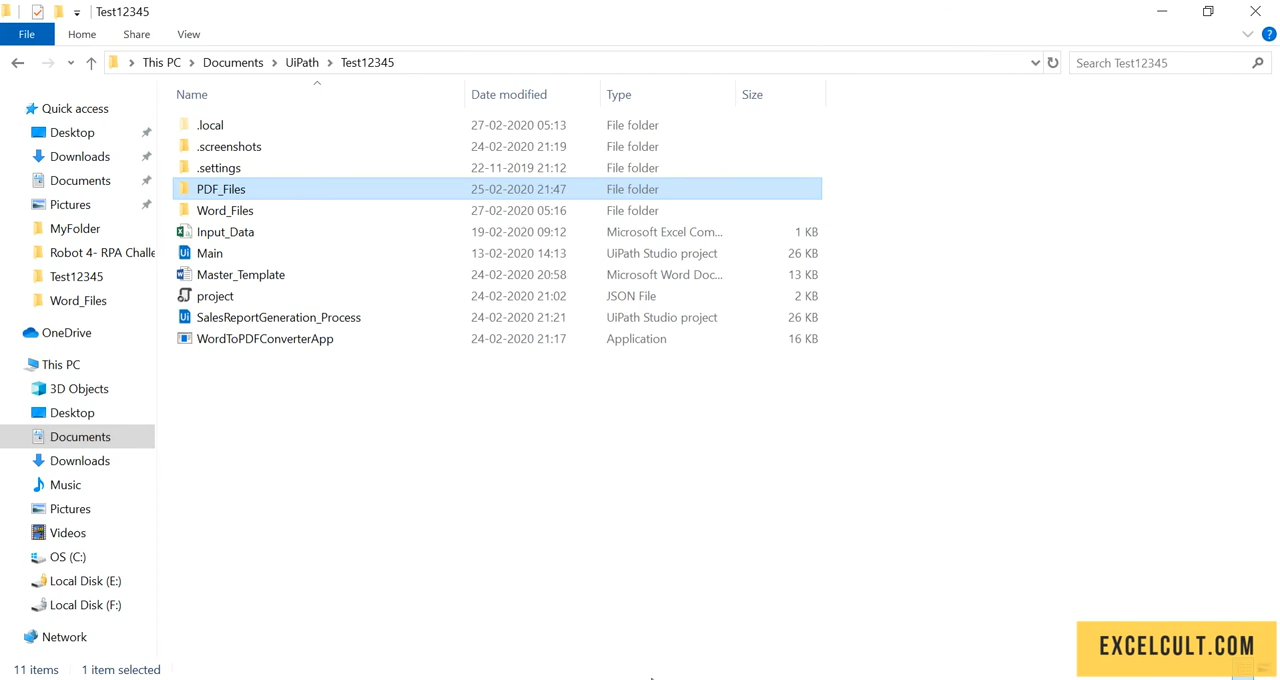 Test12345
File Home Share View ?
This PC > Documents > UiPath > Test12345 Search Test12345
Name Date modified Type Size
Quick access
Desktop
Downloads
Documents
Pictures
MyFolder
Robot 4- RPA Challe
Test12345
Word_Files
OneDrive
This PC
3D Objects
Desktop
Documents
Downloads
Music
Pictures
Videos
OS (C:)
Local Disk (E:)
Local Disk (F:)
Network
.local 27-02-2020 05:13 File folder
.screenshots 24-02-2020 21:19 File folder
.settings 22-11-2019 21:12 File folder
PDF_Files 25-02-2020 21:47 File folder
Word_Files 27-02-2020 05:16 File folder
Input_Data 19-02-2020 09:12 Microsoft Excel Com... 1 KB
Main 13-02-2020 14:13 UiPath Studio project 26 KB
Master_Template 24-02-2020 20:58 Microsoft Word Doc... 13 KB
project 24-02-2020 21:02 JSON File 2 KB
SalesReportGeneration_Process 24-02-2020 21:21 UiPath Studio project 26 KB
WordToPDFConverterApp 24-02-2020 21:17 Application 16 KB
EXCELCULT.COM
11 items 1 item selected